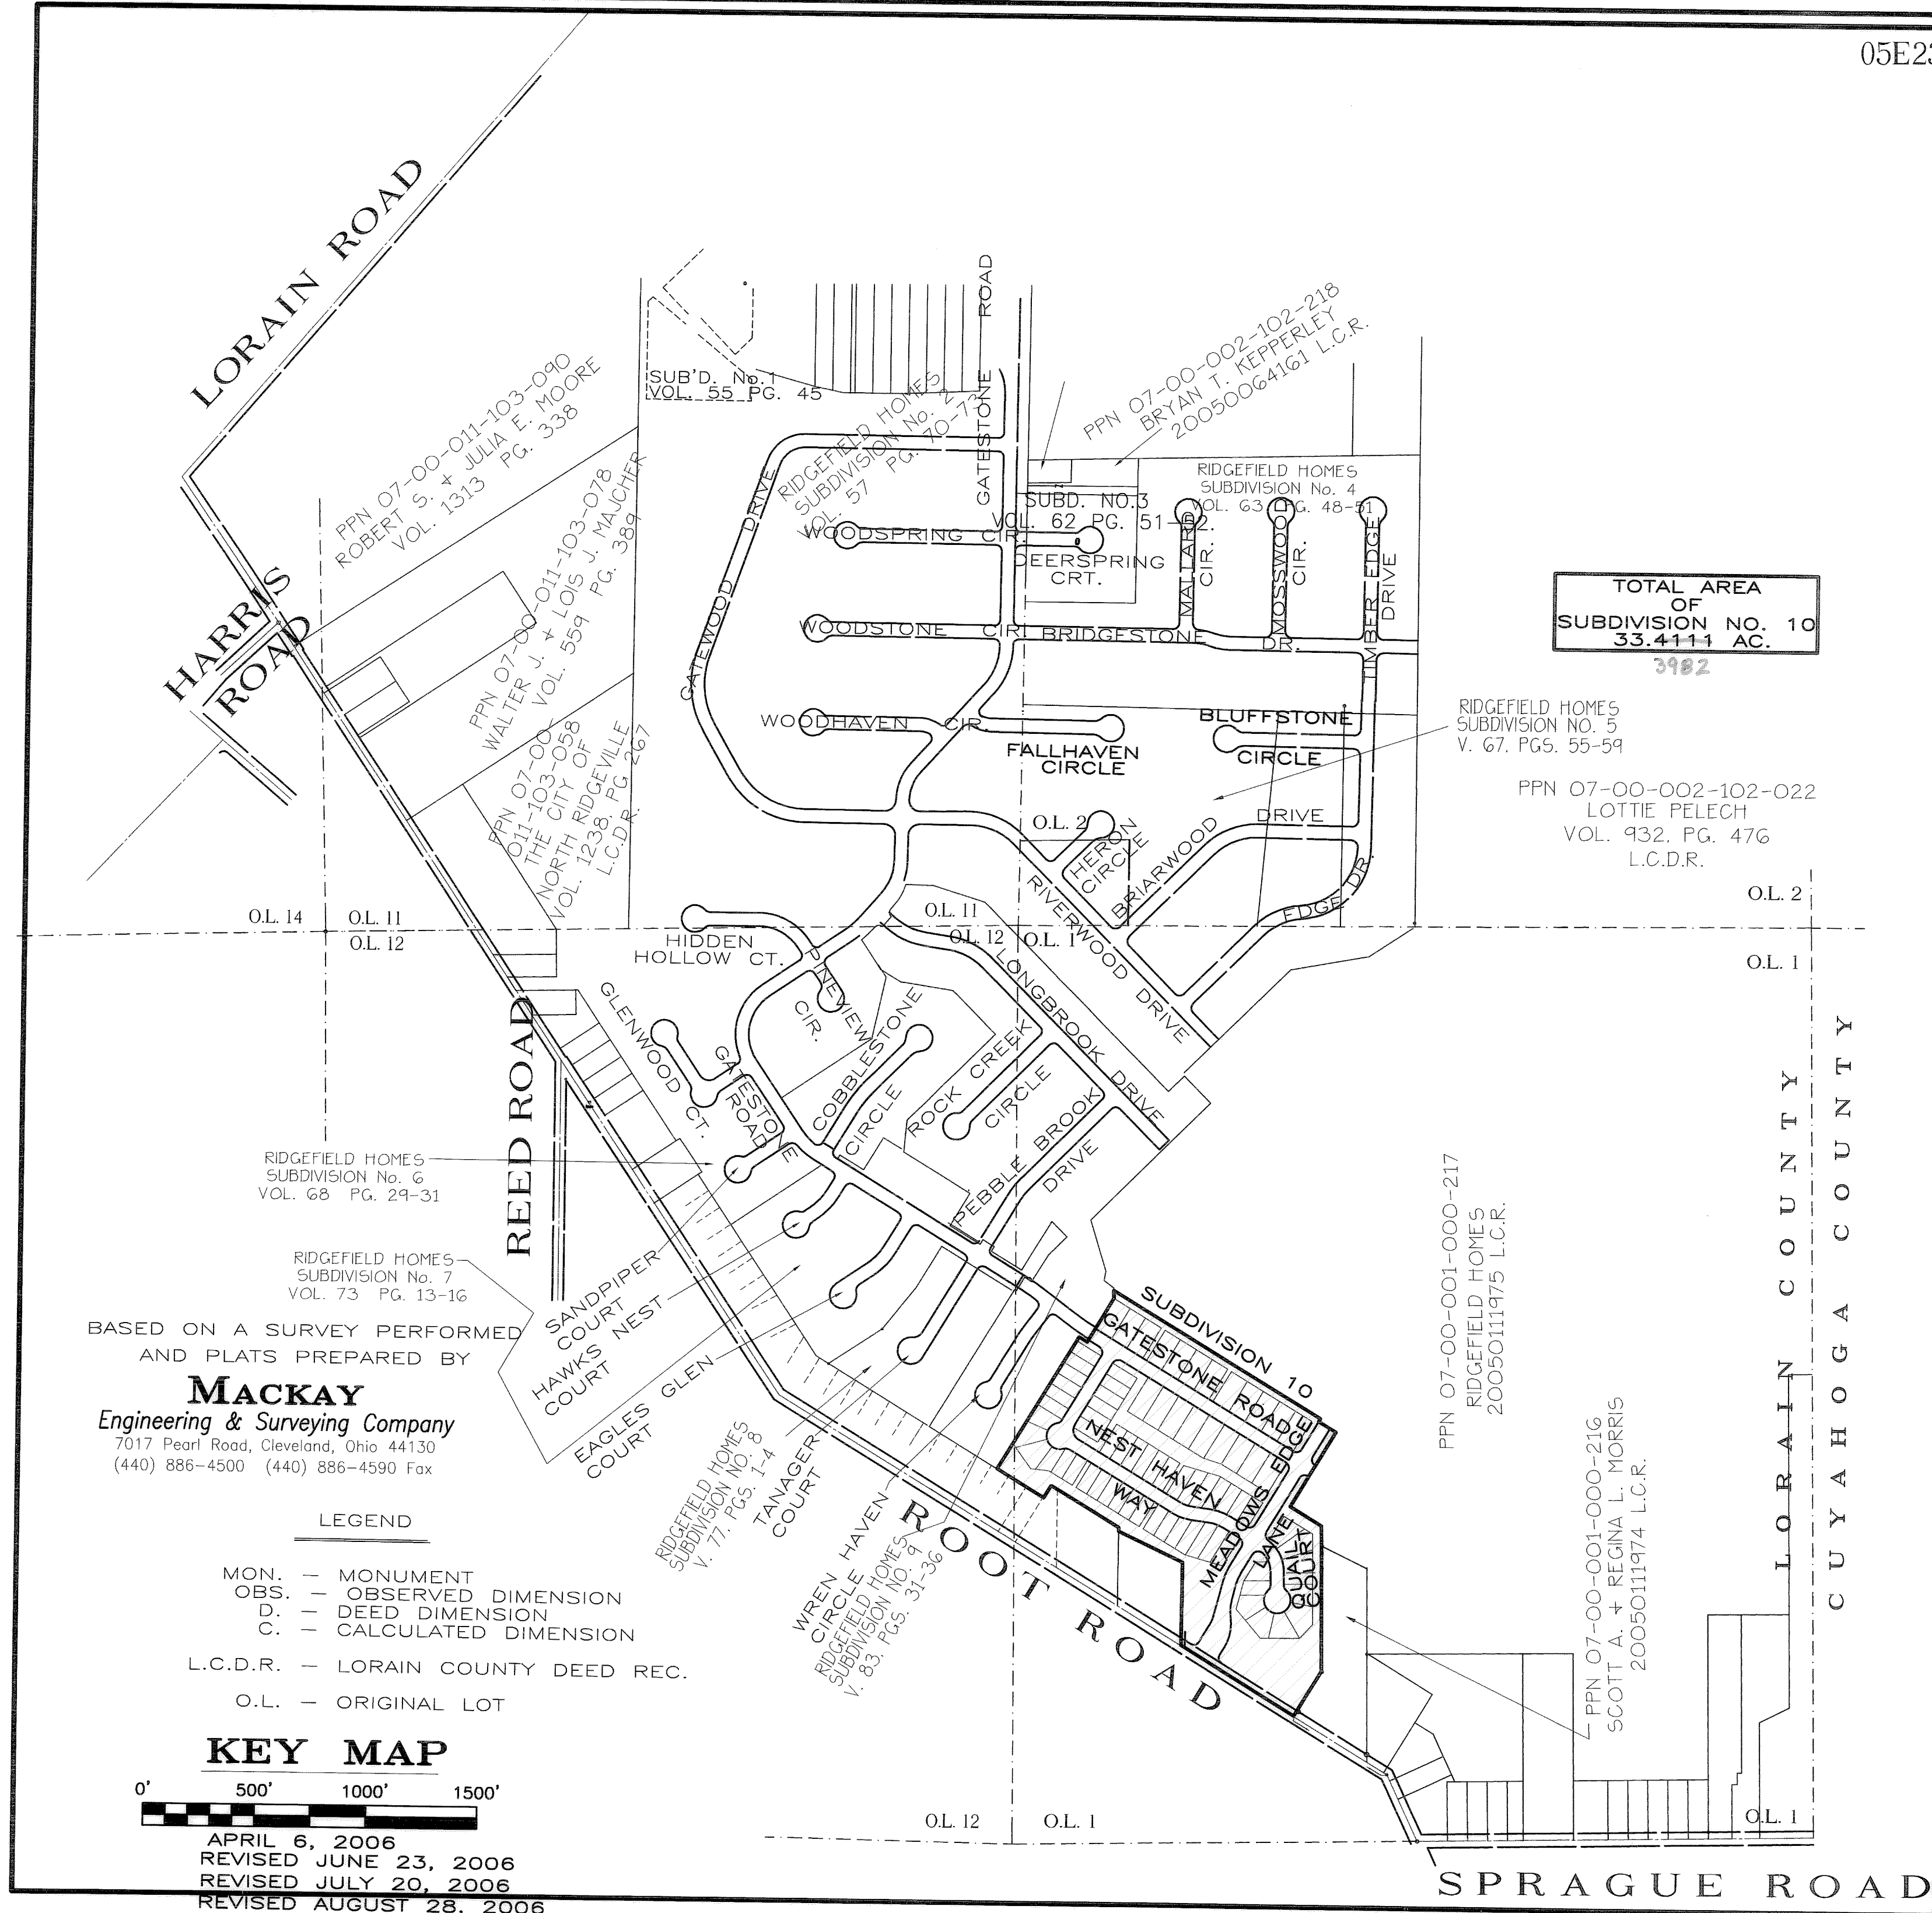 05E23
LORAIN ROAD
HARRIS
ROAD
PPN 07-00-011-103-090
ROBERT S. + JULIA E. MOORE
VOL. 1313 PG. 338
PPN 07-00-011-103-078
WALTER J. + LOIS J. MAJCHER
VOL. 559 PG. 389
PPN 07-00-
011-103-058
THE CITY OF
NORTH RIDGEVILLE
VOL. 1238, PG 267
L.C.D.R.
SUB'D. No.1
VOL. 55 PG. 45
RIDGEFIELD HOMES
SUBDIVISION No. 2
VOL. 57 PG. 70-73
GATESTONE ROAD
PPN 07-00-002-102-218
BRYAN T. KEPPERLEY
20050064161 L.C.R.
SUBD. NO.3
VOL. 62 PG. 51-52.
RIDGEFIELD HOMES
SUBDIVISION No. 4
VOL. 63 PG. 48-51
GATEWOOD DRIVE
WOODSPRING CIR.
DEERSPRING
CRT.
MALLARD
CIR.
MOSSWOOD
CIR.
TIMBER EDGE
DRIVE
TOTAL AREA
OF
SUBDIVISION NO. 10
33.4111 AC.
3982
WOODSTONE CIR.
BRIDGESTONE DR.
WOODHAVEN CIR.
FALLHAVEN
CIRCLE
BLUFFSTONE
CIRCLE
RIDGEFIELD HOMES
SUBDIVISION NO. 5
V. 67, PGS. 55-59
PPN 07-00-002-102-022
LOTTIE PELECH
VOL. 932, PG. 476
L.C.D.R.
O.L. 2
HERON
CIRCLE
BRIARWOOD DRIVE
RIVERWOOD DRIVE
EDGE DR.
O.L. 2
O.L. 14
O.L. 11
O.L. 12
O.L. 11
O.L. 12
O.L. 1
O.L. 1
HIDDEN
HOLLOW CT.
PINEVIEW
CIR.
LONGBROOK DRIVE
GLENWOOD CT.
GATESTONE
ROAD
COBBLESTONE
CIRCLE
ROCK CREEK
CIRCLE
PEBBLE BROOK
DRIVE
REED ROAD
RIDGEFIELD HOMES
SUBDIVISION No. 6
VOL. 68 PG. 29-31
RIDGEFIELD HOMES
SUBDIVISION No. 7
VOL. 73 PG. 13-16
SANDPIPER
COURT
HAWKS NEST
COURT
EAGLES GLEN
COURT
RIDGEFIELD HOMES
SUBDIVISION NO. 8
V. 77, PGS. 1-4
TANAGER
COURT
WREN HAVEN
CIRCLE
RIDGEFIELD HOMES
SUBDIVISION NO. 9
V. 83, PGS. 31-36
SUBDIVISION 10
GATESTONE ROAD
NEST HAVEN
WAY
MEADOWS EDGE
LANE
QUAIL
COURT
ROOT ROAD
PPN 07-00-001-000-217
RIDGEFIELD HOMES
20050111975 L.C.R.
PPN 07-00-001-000-216
SCOTT A. + REGINA L. MORRIS
20050111974 L.C.R.
LORAIN COUNTY
CUYAHOGA COUNTY
BASED ON A SURVEY PERFORMED
AND PLATS PREPARED BY
MACKAY
Engineering & Surveying Company
7017 Pearl Road, Cleveland, Ohio 44130
(440) 886-4500 (440) 886-4590 Fax
LEGEND
MON. - MONUMENT
OBS. - OBSERVED DIMENSION
D. - DEED DIMENSION
C. - CALCULATED DIMENSION
L.C.D.R. - LORAIN COUNTY DEED REC.
O.L. - ORIGINAL LOT
KEY MAP
0' 500' 1000' 1500'
APRIL 6, 2006
REVISED JUNE 23, 2006
REVISED JULY 20, 2006
REVISED AUGUST 28, 2006
O.L. 12
O.L. 1
O.L. 1
SPRAGUE ROAD